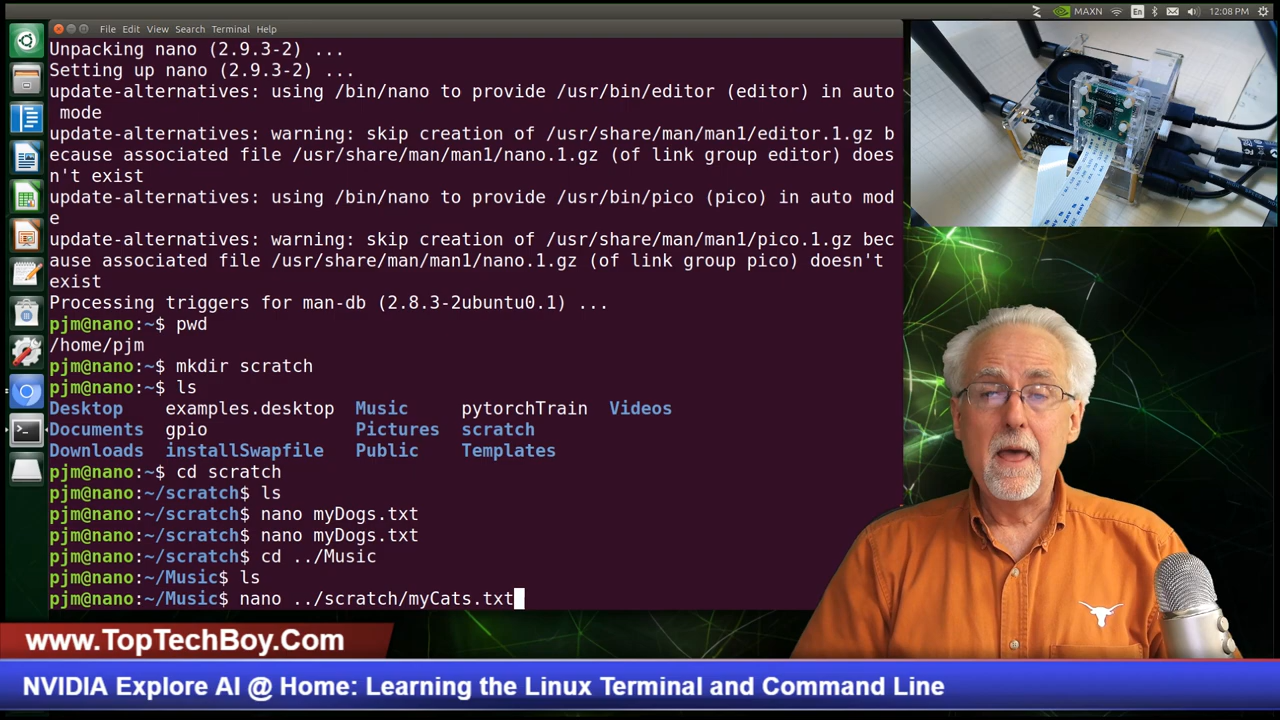 File Edit View Search Terminal Help
MAXN En 12:08 PM
Unpacking nano (2.9.3-2) ...
Setting up nano (2.9.3-2) ...
update-alternatives: using /bin/nano to provide /usr/bin/editor (editor) in auto
 mode
update-alternatives: warning: skip creation of /usr/share/man/man1/editor.1.gz b
ecause associated file /usr/share/man/man1/nano.1.gz (of link group editor) does
n't exist
update-alternatives: using /bin/nano to provide /usr/bin/pico (pico) in auto mod
e
update-alternatives: warning: skip creation of /usr/share/man/man1/pico.1.gz bec
ause associated file /usr/share/man/man1/nano.1.gz (of link group pico) doesn't
exist
Processing triggers for man-db (2.8.3-2ubuntu0.1) ...
pjm@nano:~$ pwd
/home/pjm
pjm@nano:~$ mkdir scratch
pjm@nano:~$ ls
Desktop examples.desktop Music pytorchTrain Videos
Documents gpio Pictures scratch
Downloads installSwapfile Public Templates
pjm@nano:~$ cd scratch
pjm@nano:~/scratch$ ls
pjm@nano:~/scratch$ nano myDogs.txt
pjm@nano:~/scratch$ nano myDogs.txt
pjm@nano:~/scratch$ cd ../Music
pjm@nano:~/Music$ ls
pjm@nano:~/Music$ nano ../scratch/myCats.txt
www.TopTechBoy.Com
NVIDIA Explore AI @ Home: Learning the Linux Terminal and Command Line